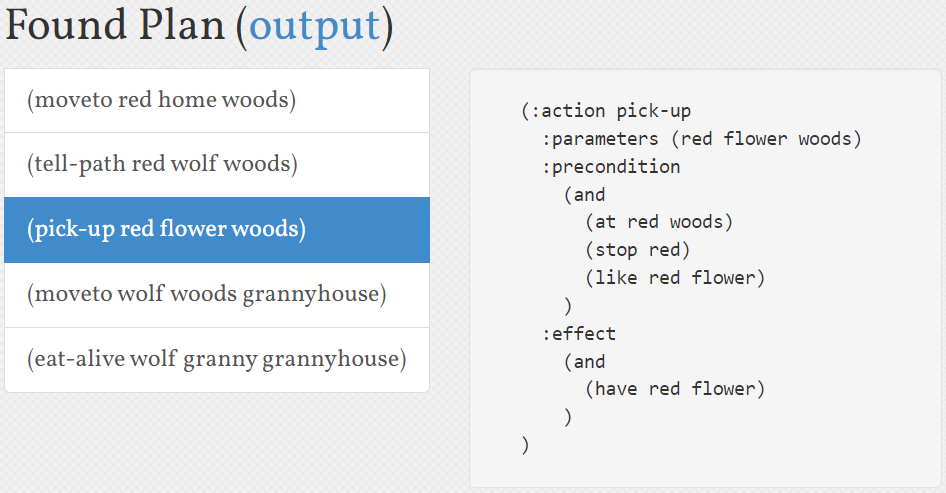 Found Plan (output)
(moveto red home woods)
(tell-path red wolf woods)
(pick-up red flower woods)
(moveto wolf woods grannyhouse)
(eat-alive wolf granny grannyhouse)
(:action pick-up
:parameters (red flower woods)
:precondition
(and
(at red woods)
(stop red)
(like red flower)
)
:effect
(and
(have red flower)
)
)